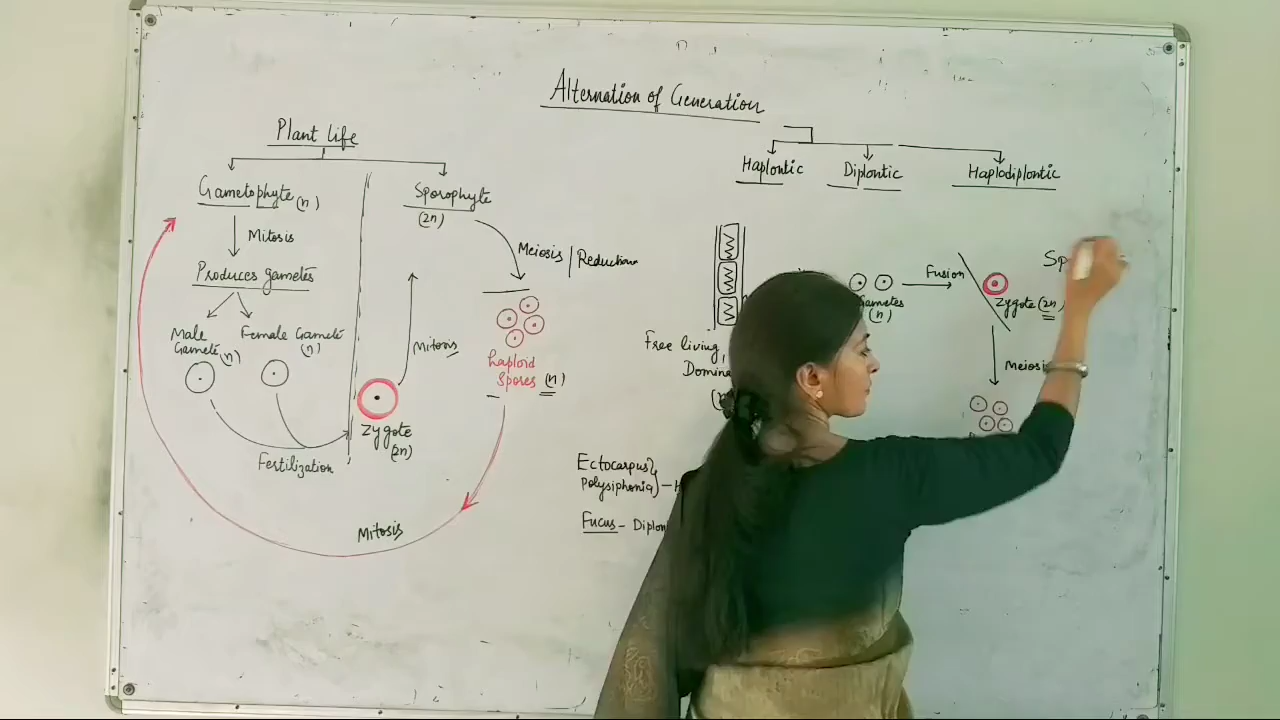 Alternation of Generation
Plant life
Gametophyte (n)
Mitosis
Produces gametes
Male
Gamete (n)
Female Gamete
(n)
Fertilization
Sporophyte
(2n)
Meiosis | Reduction
Mitosis
haploid
Spores (n)
Zygote
(2n)
Mitosis
Haplontic
Diplontic
Haplodiplontic
Free living,
Gametes
(n)
Fusion
Zygote (2n)
Ectocarpus
Polysiphonia
Fucus -